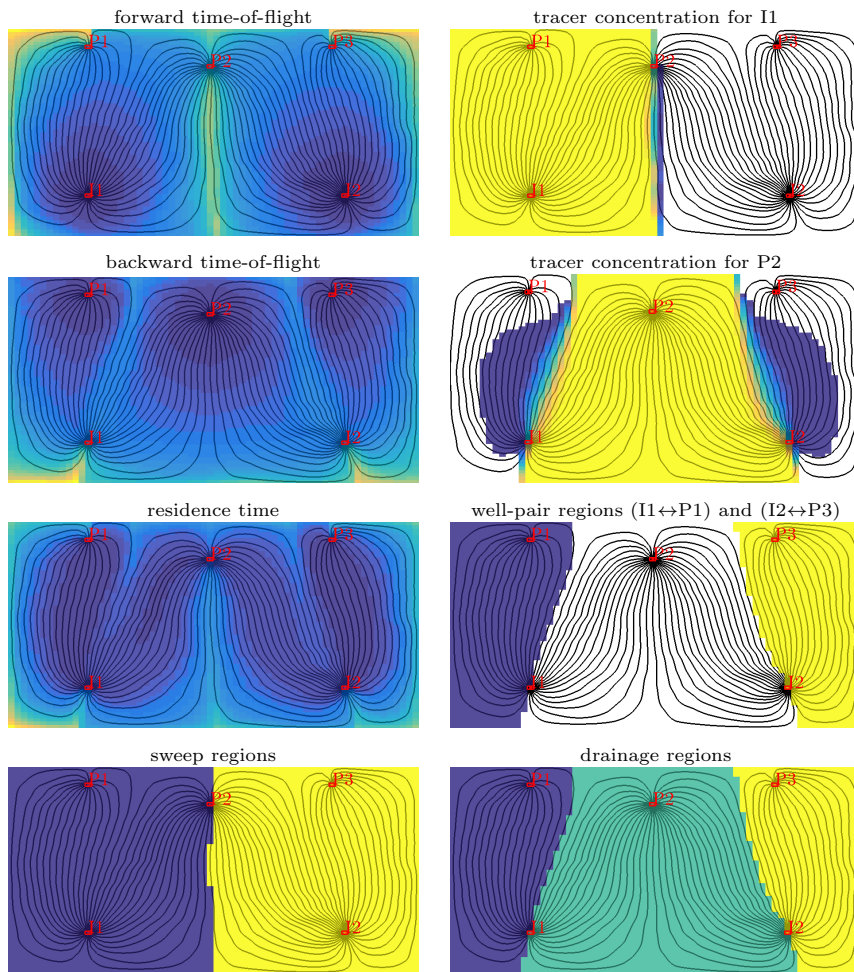 forward time-of-flight
tracer concentration for I1
P1
P2
P3
I1
I2
P1
P2
P3
I1
I2
backward time-of-flight
tracer concentration for P2
P1
P2
P3
I1
I2
P1
P2
P3
I1
I2
residence time
well-pair regions (I1↔P1) and (I2↔P3)
P1
P2
P3
I1
I2
P1
P2
P3
I1
I2
sweep regions
drainage regions
P1
P2
P3
I1
I2
P1
P2
P3
I1
I2